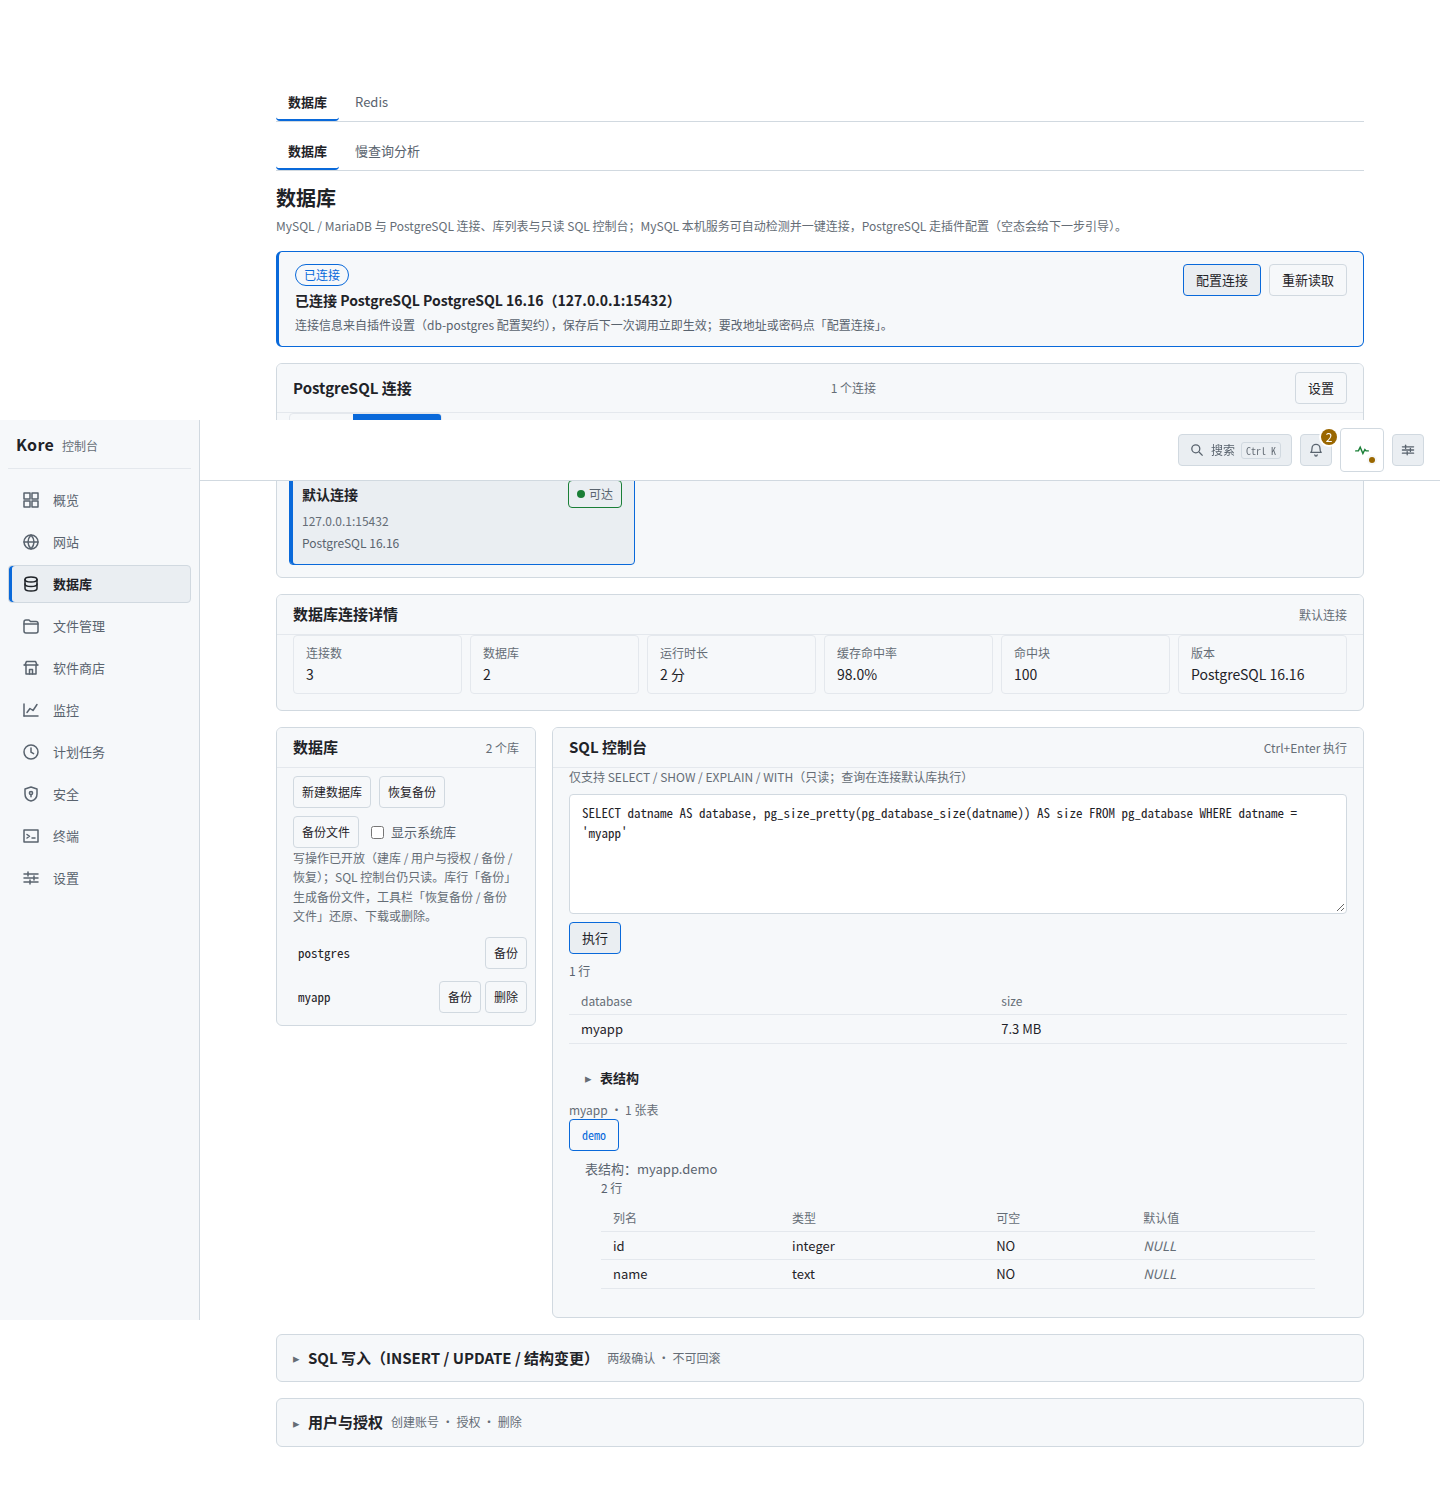 数据库 Redis
数据库 慢查询分析
数据库
MySQL / MariaDB 与 PostgreSQL 连接、库列表与只读 SQL 控制台；MySQL 本机服务可自动检测并一键连接，PostgreSQL 走插件配置（空态会给下一步引导）。
已连接
已连接 PostgreSQL PostgreSQL 16.16（127.0.0.1:15432）
连接信息来自插件设置（db-postgres 配置契约），保存后下一次调用立即生效；要改地址或密码点「配置连接」。
配置连接 重新读取
PostgreSQL 连接 1 个连接 设置
Kore 控制台
搜索 Ctrl K 2
概览
网站
数据库
文件管理
软件商店
监控
计划任务
安全
终端
设置
默认连接 可达
127.0.0.1:15432
PostgreSQL 16.16
数据库连接详情 默认连接
连接数 数据库 运行时长 缓存命中率 命中块 版本
3 2 2 分 98.0% 100 PostgreSQL 16.16
数据库 2 个库
新建数据库 恢复备份
备份文件 显示系统库
写操作已开放（建库 / 用户与授权 / 备份 /
恢复）；SQL 控制台仍只读。库行「备份」
生成备份文件，工具栏「恢复备份 / 备份
文件」还原、下载或删除。
postgres 备份
myapp 备份 删除
SQL 控制台 Ctrl+Enter 执行
仅支持 SELECT / SHOW / EXPLAIN / WITH（只读；查询在连接默认库执行）
SELECT datname AS database, pg_size_pretty(pg_database_size(datname)) AS size FROM pg_database WHERE datname =
'myapp'
执行
1 行
database size
myapp 7.3 MB
▸ 表结构
myapp · 1 张表
demo
表结构：myapp.demo
2 行
列名 类型 可空 默认值
id integer NO NULL
name text NO NULL
▸ SQL 写入（INSERT / UPDATE / 结构变更） 两级确认 · 不可回滚
▸ 用户与授权 创建账号 · 授权 · 删除